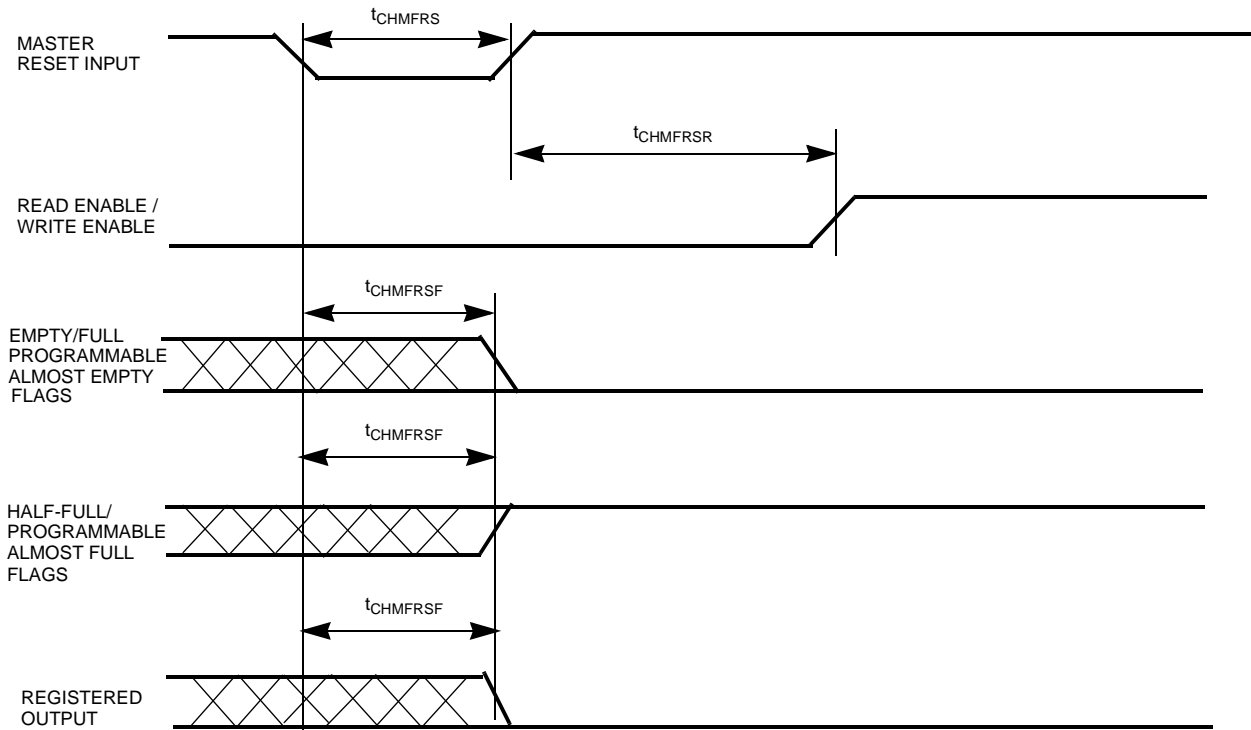 tCHMFRS
MASTER
RESET INPUT
tCHMFRSR
READ ENABLE /
WRITE ENABLE
tCHMFRSF
EMPTY/FULL
PROGRAMMABLE
ALMOST EMPTY
FLAGS
tCHMFRSF
HALF-FULL/
PROGRAMMABLE
ALMOST FULL
FLAGS
tCHMFRSF
REGISTERED
OUTPUT